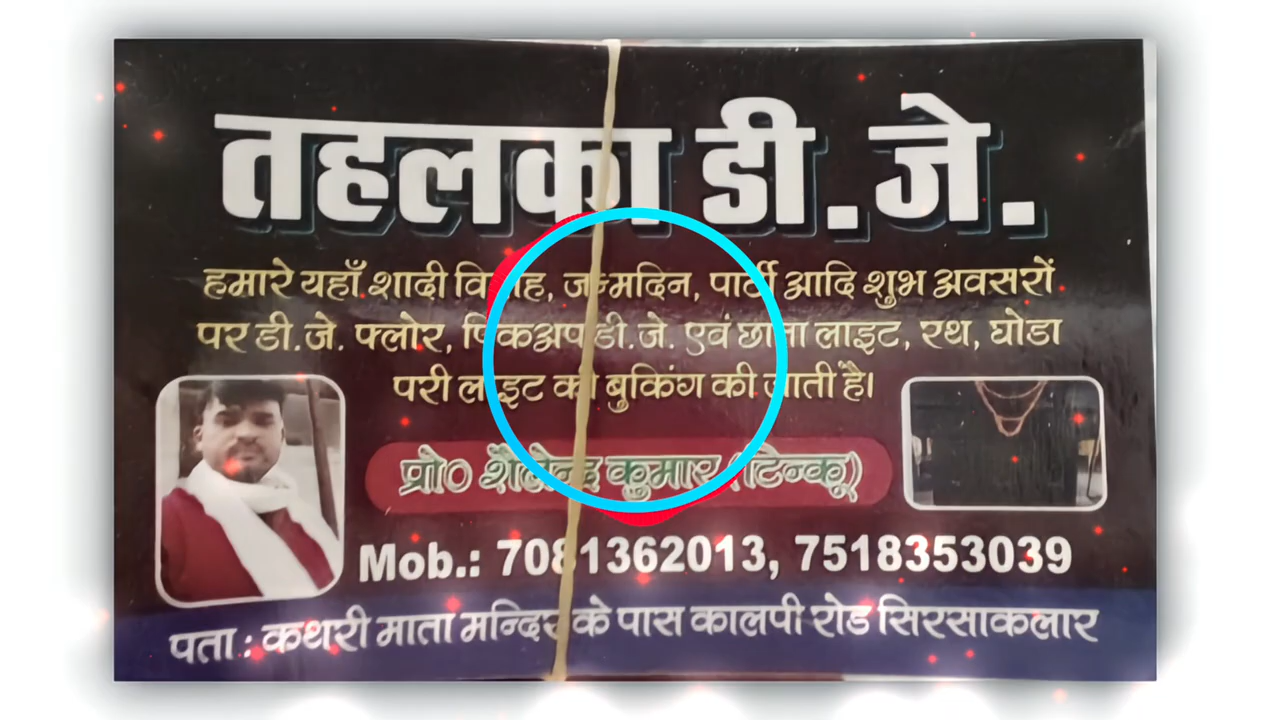 तहलका डी.जे.
हमारे यहाँ शादी विवाह, जन्मदिन, पार्टी आदि शुभ अवसरों
पर डी.जे. फ्लोर, पिकअप डी.जे. एवं छाता लाइट, रथ, घोडा
परी लाइट की बुकिंग की जाती है।
प्रो० शैलेन्द्र कुमार (टिन्कू)
Mob.: 7081362013, 7518353039
पता : कथरी माता मन्दिर के पास कालपी रोड सिरसाकलार